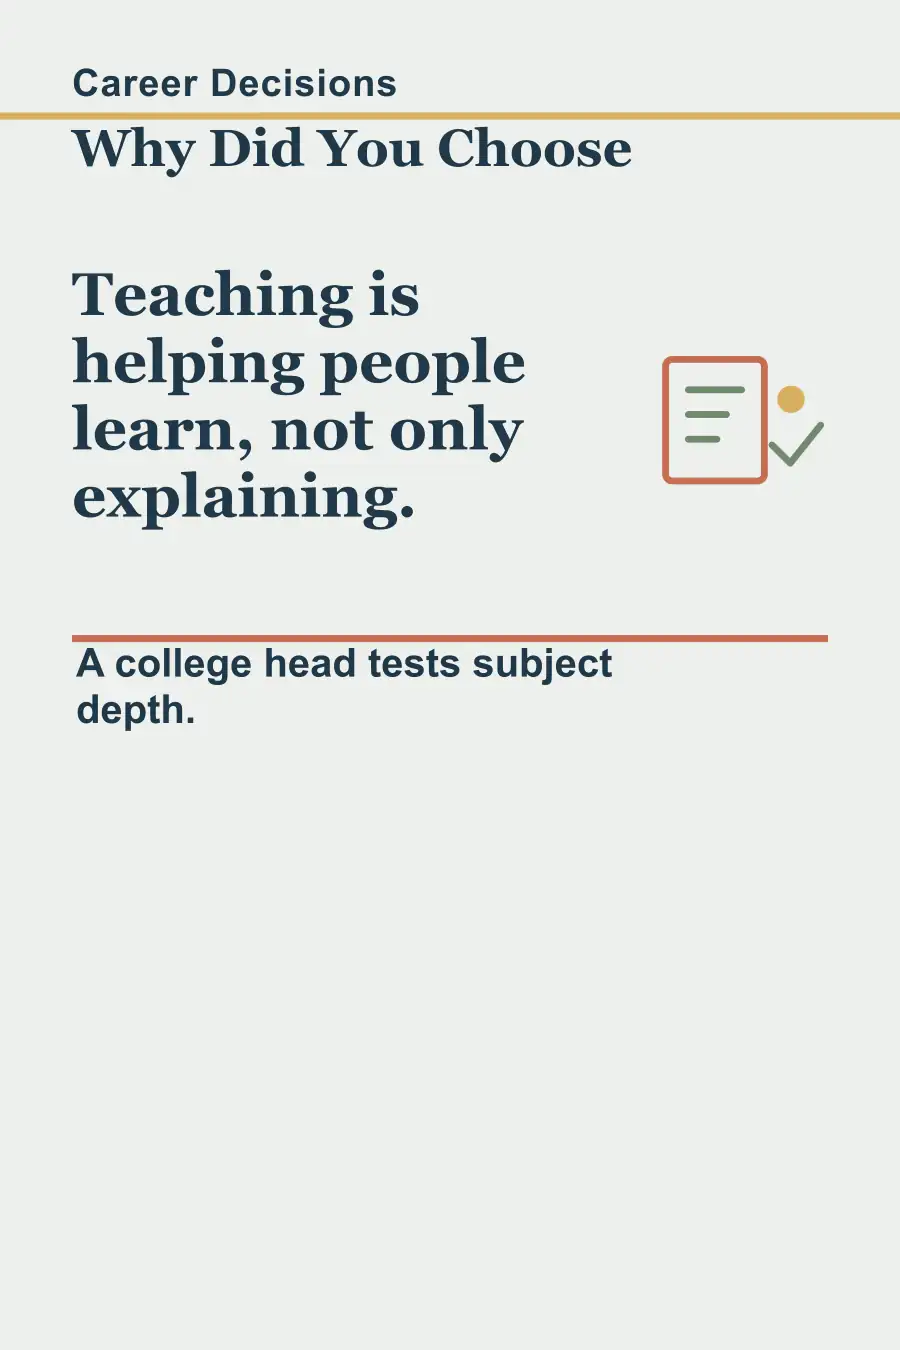 Career Decisions
Why Did You Choose
Teaching is
helping people
learn, not only
explaining.
A college head tests subject
depth.